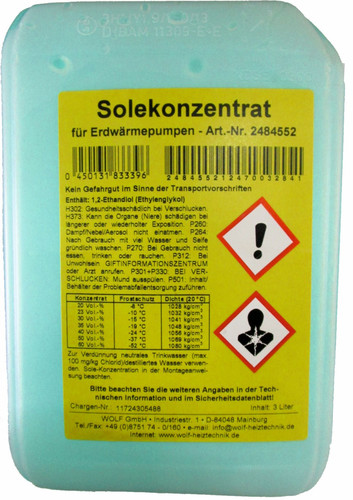 Solekonzentrat
für Erdwärmepumpen - Art.-Nr. 2484552
0 450131 833396
248455212470032841
Kein Gefahrgut im Sinne der Transportvorschriften
Enthält: 1,2-Ethandiol (Ethylenglykol)
H302: Gesundheitsschädlich bei Verschlucken.
H373: Kann die Organe (Niere) schädigen bei
längerer oder wiederholter Exposition. P260:
Dampf/Nebel/Aerosol nicht einatmen. P264:
Nach Gebrauch mit viel Wasser und Seife
gründlich waschen. P270: Bei Gebrauch nicht
essen, trinken oder rauchen. P312: Bei
Unwohlsein GIFTINFORMATIONSZENTRUM
oder Arzt anrufen. P301+P330: BEI VER-
SCHLUCKEN: Mund ausspülen. P501: Inhalt/
Behälter der Problemabfallentsorgung zuführen.
Konzentrat Frostschutz Dichte (20°C)
20 Vol.-% 1028 kg/m³
23 Vol.-% -10 °C 1032 kg/m³
30 Vol.-% -15 °C 1041 kg/m³
35 Vol.-% 1048 kg/m³
40 Vol.-% -24 °C
50 Vol.-% -37 °C 1069 kg/m³
60 Vol.-% -52 °C 1080 kg/m³
Zur Verdünnung neutrales Trinkwasser (max.
100 mg/kg Chlorid)/destilliertes Wasser verwen-
den. Sole-Konzentration in der Montageanwei-
sung beachten.
Bitte beachten Sie die weiteren Angaben in der Tech-
nischen Information und im Sicherheitsdatenblatt!
Chargen-Nr. 11724305488 Inhalt: 3 Liter
WOLF GmbH • Industriestr. 1 • D-84048 Mainburg
Tel./Fax +49 (0)8751 74 - 0/160 • e-mail info@wolf-heiztechnik.de
internet: www.wolf-heiztechnik.de